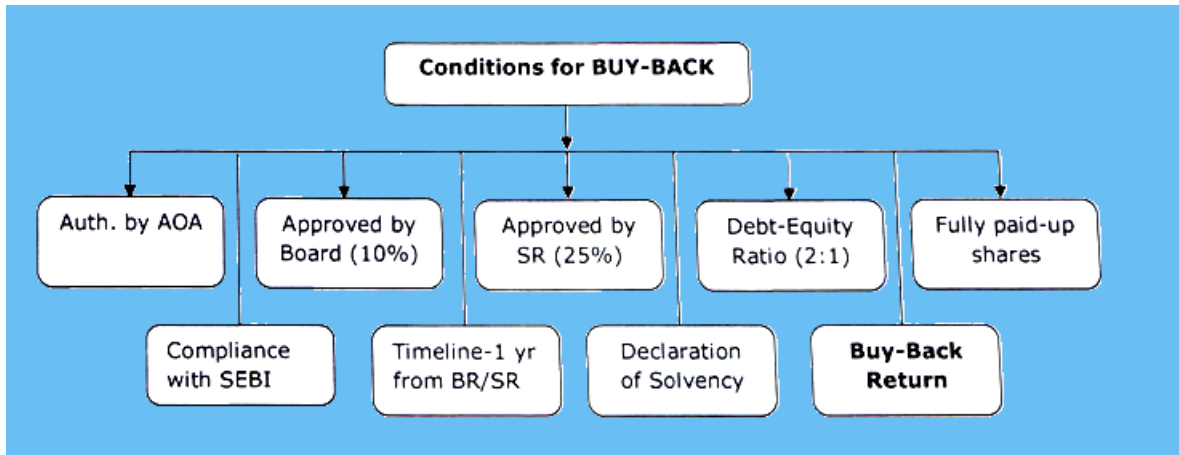 Conditions for BUY-BACK
Auth. by AOA
Approved by
Board (10%)
Approved by
SR (25%)
Debt-Equity
Ratio (2:1)
Fully paid-up
shares
Compliance
with SEBI
Timeline-1 yr
from BR/SR
Declaration
of Solvency
Buy-Back
Return